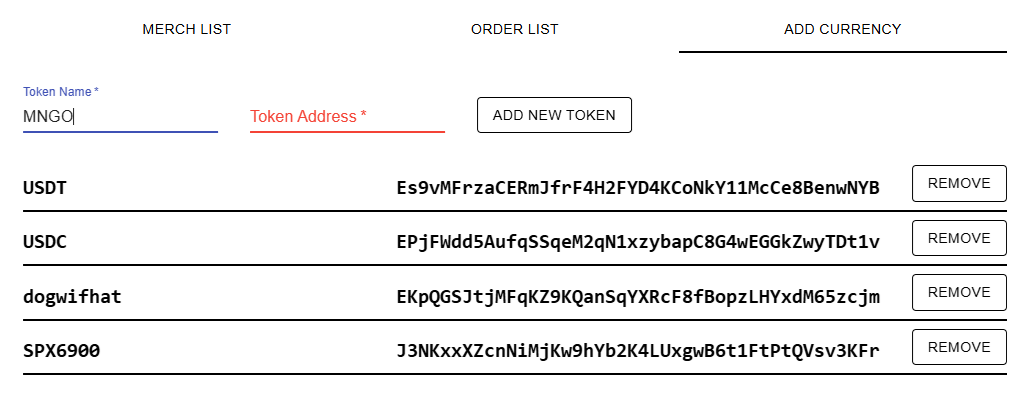 MERCH LIST ORDER LIST ADD CURRENCY
Token Name *
MNGO Token Address * ADD NEW TOKEN
USDT Es9vMFrzaCERmJfrF4H2FYD4KCoNkY11McCe8BenwNYB REMOVE
USDC EPjFWdd5AufqSSqeM2qN1xzybapC8G4wEGGkZwyTDt1v REMOVE
dogwifhat EKpQGSJtjMFqKZ9KQanSqYXRcF8fBopzLHYxdM65zcjm REMOVE
SPX6900 J3NKxxXZcnNiMjKw9hYb2K4LUxgwB6t1FtPtQVsv3KFr REMOVE